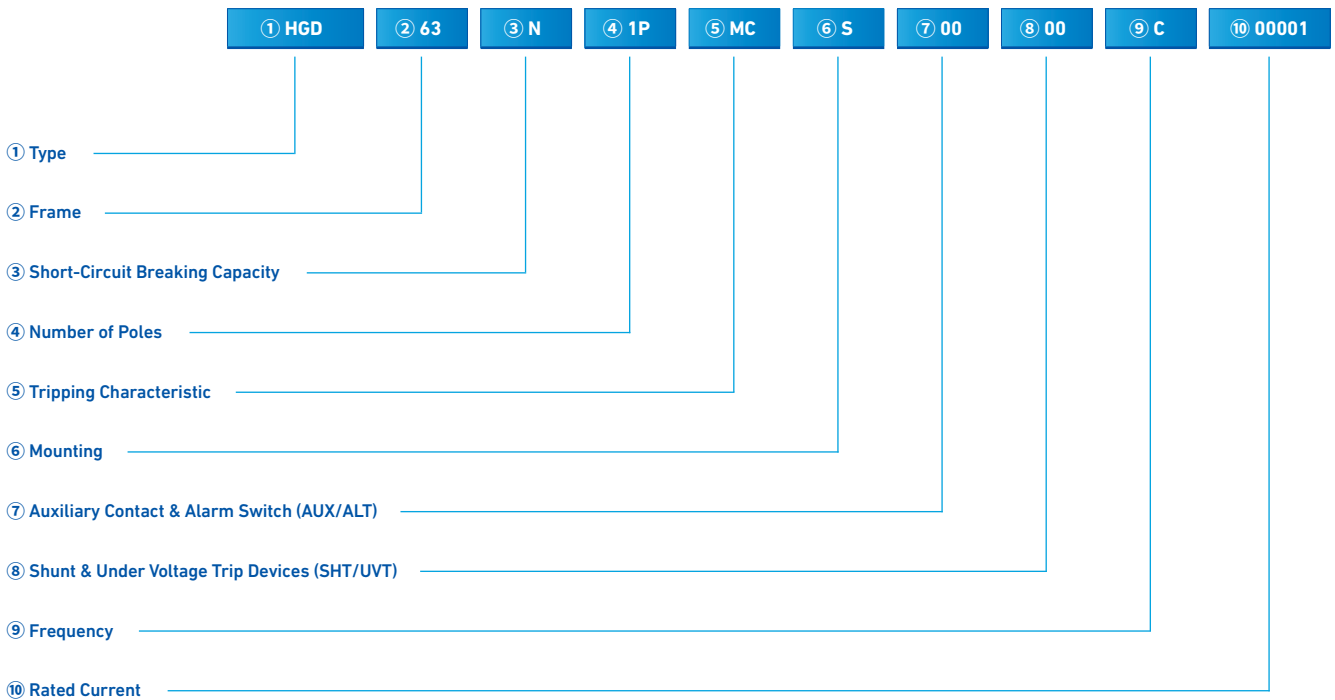 ① HGD ② 63 ③ N ④ 1P ⑤ MC ⑥ S ⑦ 00 ⑧ 00 ⑨ C ⑩ 00001
① Type
② Frame
③ Short-Circuit Breaking Capacity
④ Number of Poles
⑤ Tripping Characteristic
⑥ Mounting
⑦ Auxiliary Contact & Alarm Switch (AUX/ALT)
⑧ Shunt & Under Voltage Trip Devices (SHT/UVT)
⑨ Frequency
⑩ Rated Current